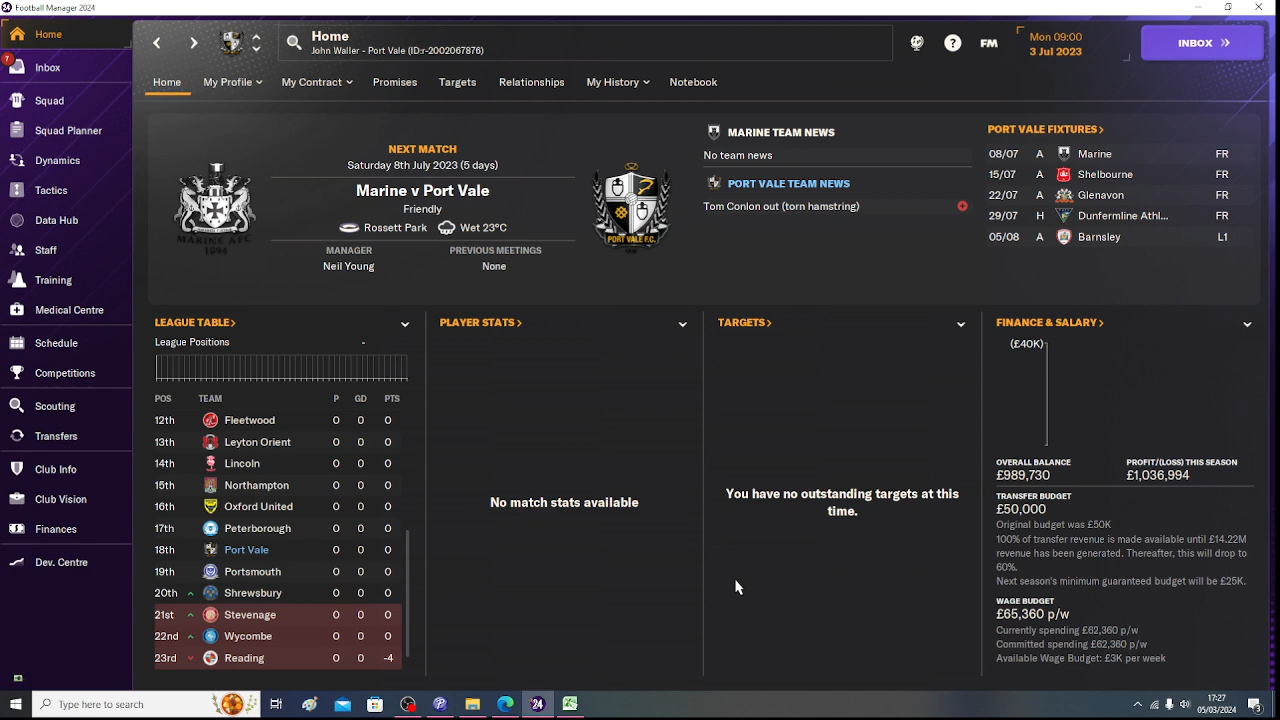 Football Manager 2024
Home
7
Inbox
Squad
Squad Planner
Dynamics
Tactics
Data Hub
Staff
Training
Medical Centre
Schedule
Competitions
Scouting
Transfers
Club Info
Club Vision
Finances
Dev. Centre
Home
John Waller - Port Vale (IDr-2002067876)
?
FM
Mon 09:00
3 Jul 2023
INBOX
Home
My Profile
My Contract
Promises
Targets
Relationships
My History
Notebook
NEXT MATCH
Saturday 8th July 2023 (5 days)
Marine v Port Vale
Friendly
Rossett Park
Wet 23°C
MANAGER
PREVIOUS MEETINGS
Neil Young
None
MARINE AFC
1894
PORT VALE F.C.
MARINE TEAM NEWS
No team news
PORT VALE TEAM NEWS
Tom Conlon out (torn hamstring)
PORT VALE FIXTURES >
08/07 A Marine FR
15/07 A Shelbourne FR
22/07 A Glenavon FR
29/07 H Dunfermline Athl... FR
05/08 A Barnsley L1
LEAGUE TABLE >
League Positions -
POS TEAM P GD PTS
12th Fleetwood 0 0 0
13th Leyton Orient 0 0 0
14th Lincoln 0 0 0
15th Northampton 0 0 0
16th Oxford United 0 0 0
17th Peterborough 0 0 0
18th Port Vale 0 0 0
19th Portsmouth 0 0 0
20th Shrewsbury 0 0 0
21st Stevenage 0 0 0
22nd Wycombe 0 0 0
23rd Reading 0 0 -4
PLAYER STATS >
No match stats available
TARGETS >
You have no outstanding targets at this
time.
FINANCE & SALARY >
(£40K)
OVERALL BALANCE
£989,730
PROFIT/(LOSS) THIS SEASON
£1,036,994
TRANSFER BUDGET
£50,000
Original budget was £50K
100% of transfer revenue is made available until £14.22M
revenue has been generated. Thereafter, this will drop to
60%.
Next season's minimum guaranteed budget will be £25K.
WAGE BUDGET
£65,360 p/w
Currently spending £62,360 p/w
Committed spending £62,360 p/w
Available Wage Budget: £3K per week
Type here to search
24
17:27
05/03/2024
3